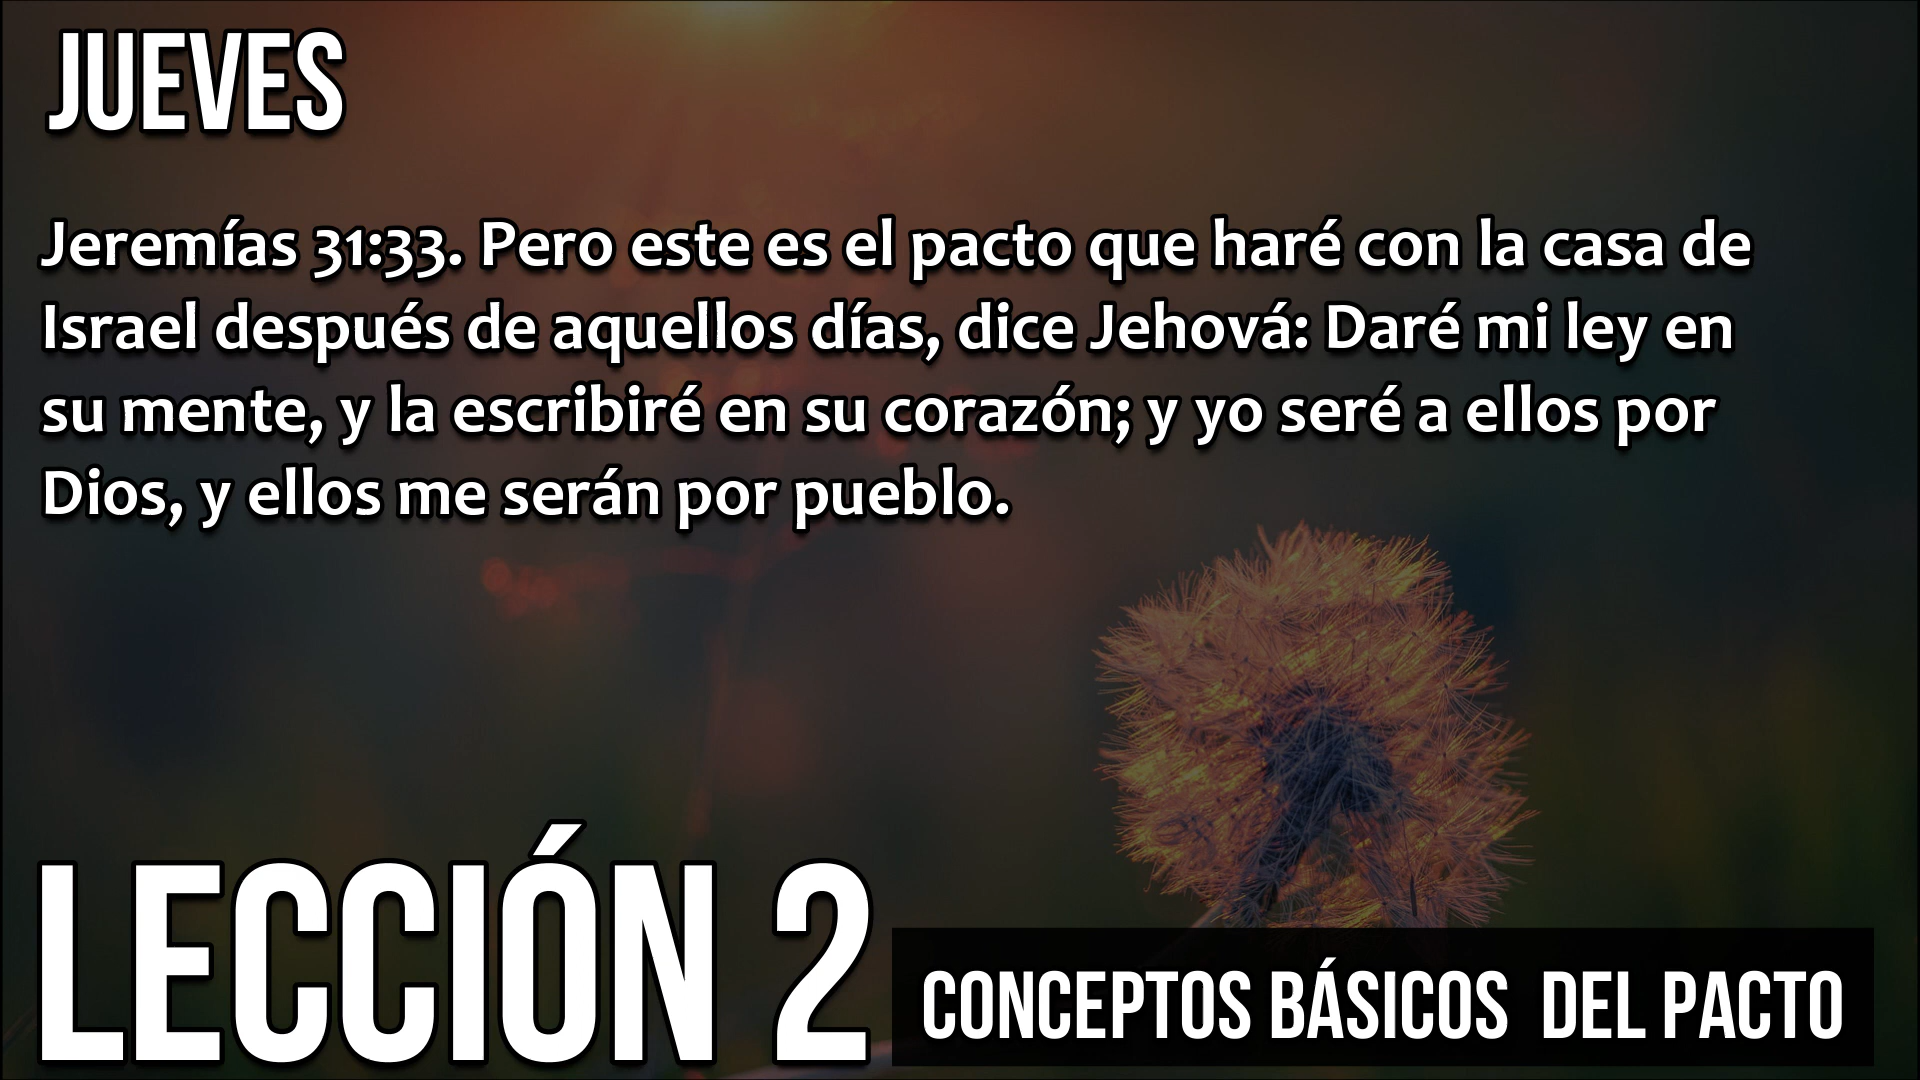 JUEVES
Jeremías 31:33. Pero este es el pacto que haré con la casa de
Israel después de aquellos días, dice Jehová: Daré mi ley en
su mente, y la escribiré en su corazón; y yo seré a ellos por
Dios, y ellos me serán por pueblo.
LECCIÓN 2
CONCEPTOS BÁSICOS DEL PACTO